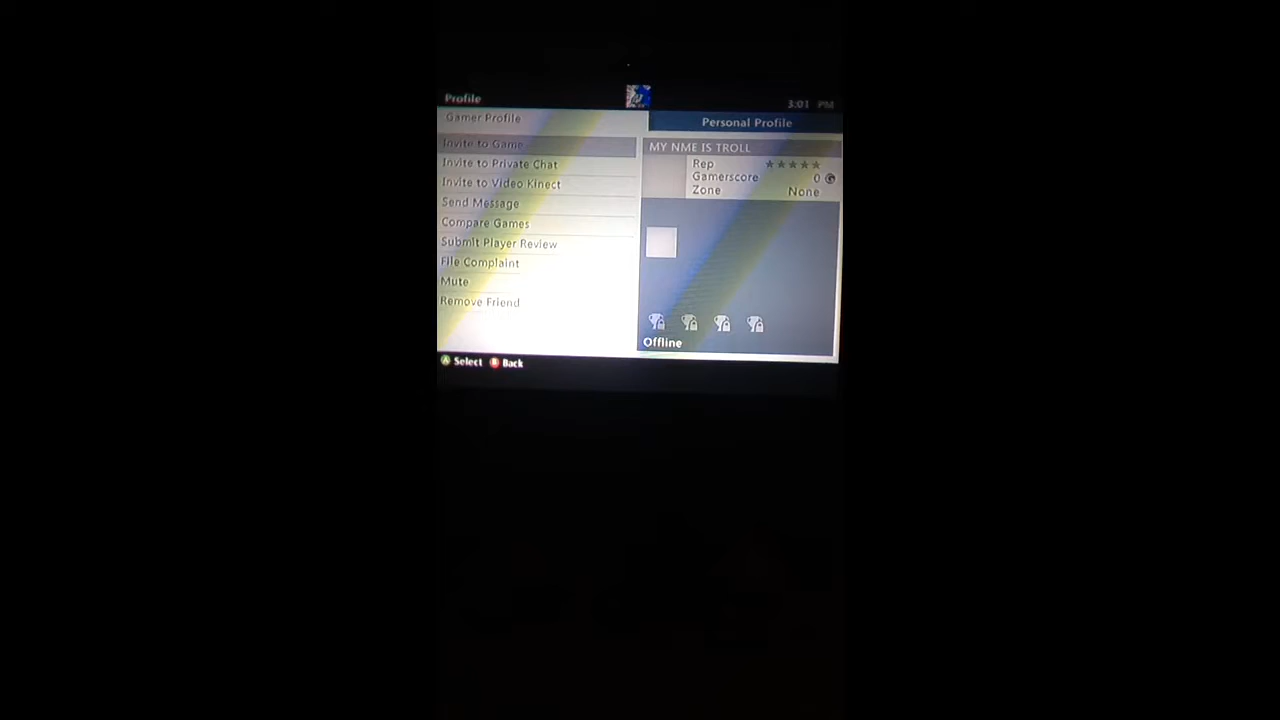 Profile
3:01 PM
Gamer Profile
Personal Profile
Invite to Game
Invite to Private Chat
Invite to Video Kinect
Send Message
Compare Games
Submit Player Review
File Complaint
Mute
Remove Friend
MY NME IS TROLL
Rep
Gamerscore 0 G
Zone None
Offline
A Select B Back